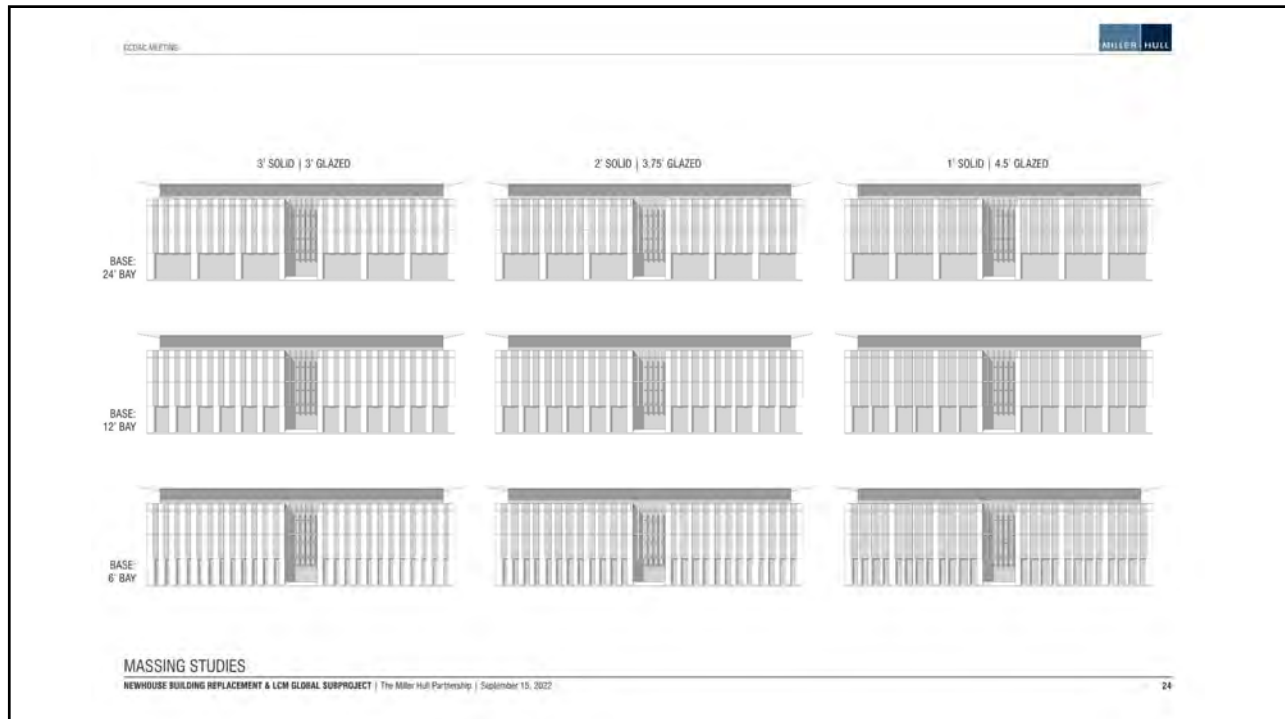 CCDAC MEETING
MILLER HULL
3' SOLID | 3' GLAZED
2' SOLID | 3.75' GLAZED
1' SOLID | 4.5' GLAZED
BASE:
24' BAY
BASE:
12' BAY
BASE:
6' BAY
MASSING STUDIES
NEWHOUSE BUILDING REPLACEMENT & LCM GLOBAL SUBPROJECT | The Miller Hull Partnership | September 15, 2022
24